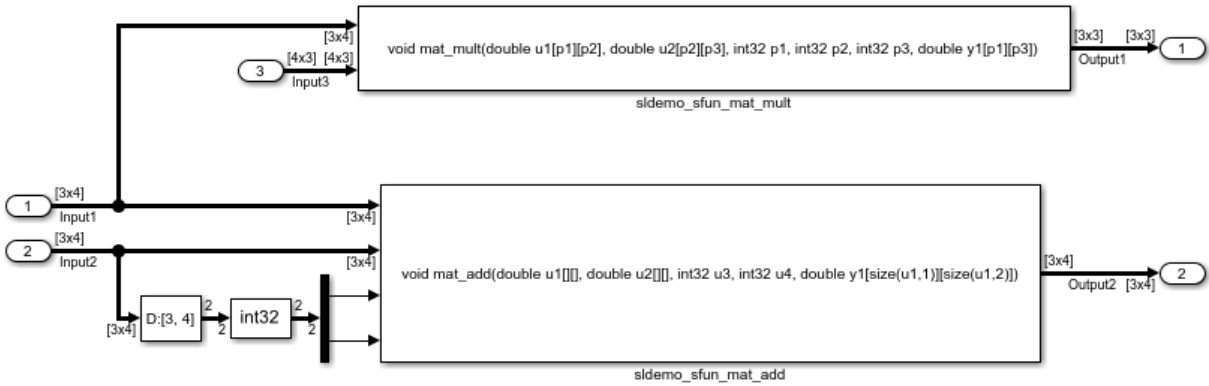 [3x4]
void mat_mult(double u1[p1][p2], double u2[p2][p3], int32 p1, int32 p2, int32 p3, double y1[p1][p3])
[3x3] [3x3]
1
Output1
3
[4x3] [4x3]
Input3
sldemo_sfun_mat_mult
1
[3x4]
Input1
[3x4]
2
[3x4]
Input2
[3x4]
void mat_add(double u1[][], double u2[][], int32 u3, int32 u4, double y1[size(u1,1)][size(u1,2)])
[3x4]
2
Output2 [3x4]
[3x4]
D:[3, 4]
2
2
int32
2
2
sldemo_sfun_mat_add